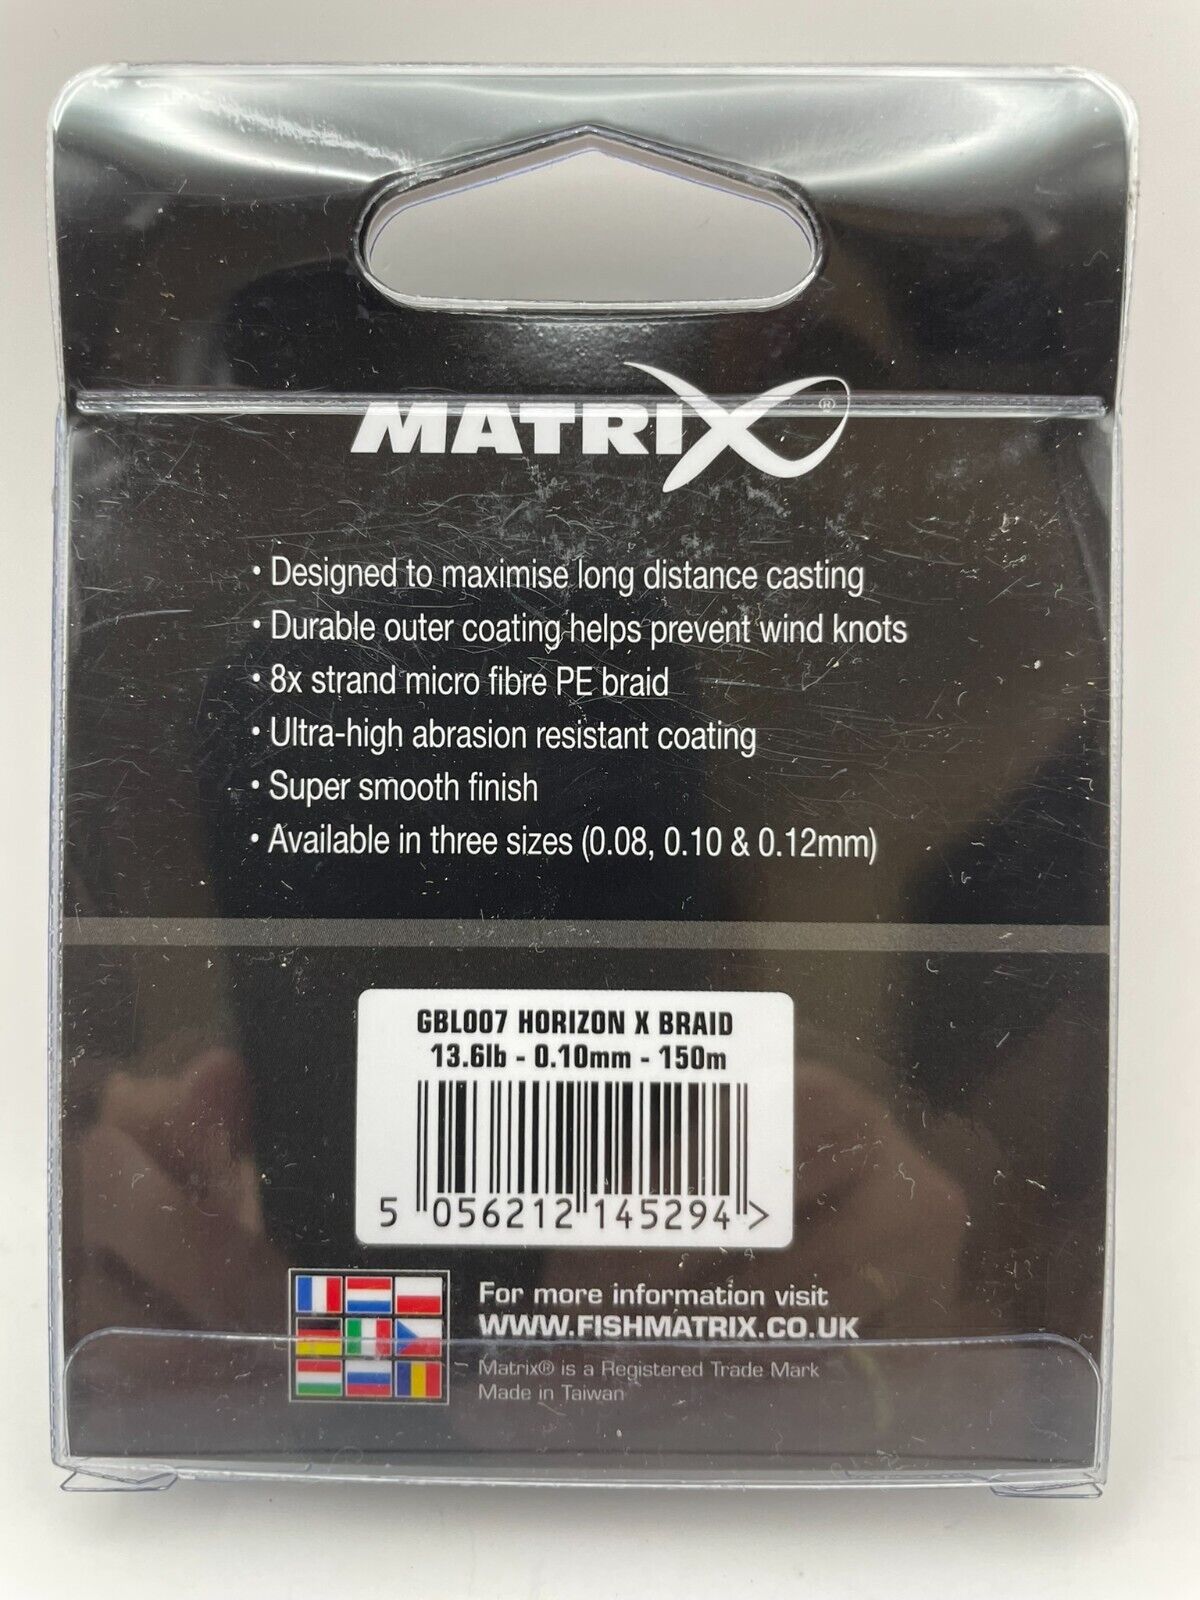 MATRIX®
• Designed to maximise long distance casting
• Durable outer coating helps prevent wind knots
• 8x strand micro fibre PE braid
• Ultra-high abrasion resistant coating
• Super smooth finish
• Available in three sizes (0.08, 0.10 & 0.12mm)
GBL007 HORIZON X BRAID
13.6lb - 0.10mm - 150m
5 056212 145294 >
For more information visit
WWW.FISHMATRIX.CO.UK
Matrix® is a Registered Trade Mark
Made in Taiwan